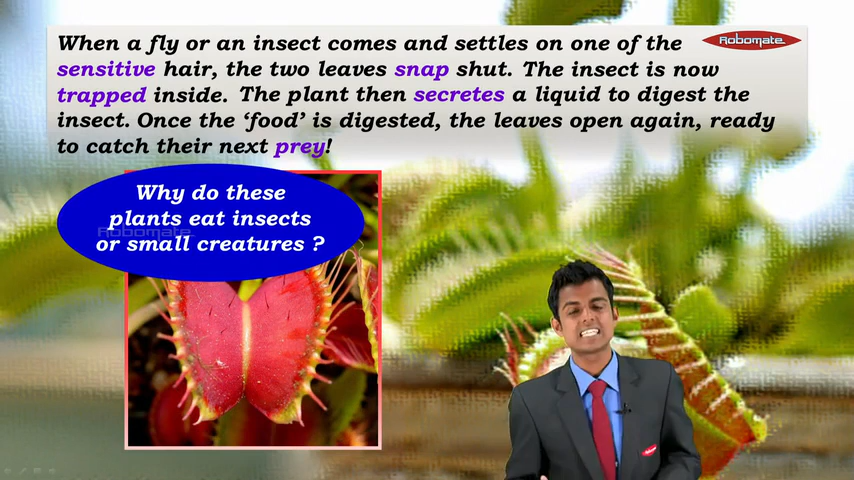 When a fly or an insect comes and settles on one of the
Robomate
sensitive hair, the two leaves snap shut. The insect is now
trapped inside. The plant then secretes a liquid to digest the
insect. Once the ‘food’ is digested, the leaves open again, ready
to catch their next prey!
Why do these
plants eat insects
Robomate
or small creatures ?